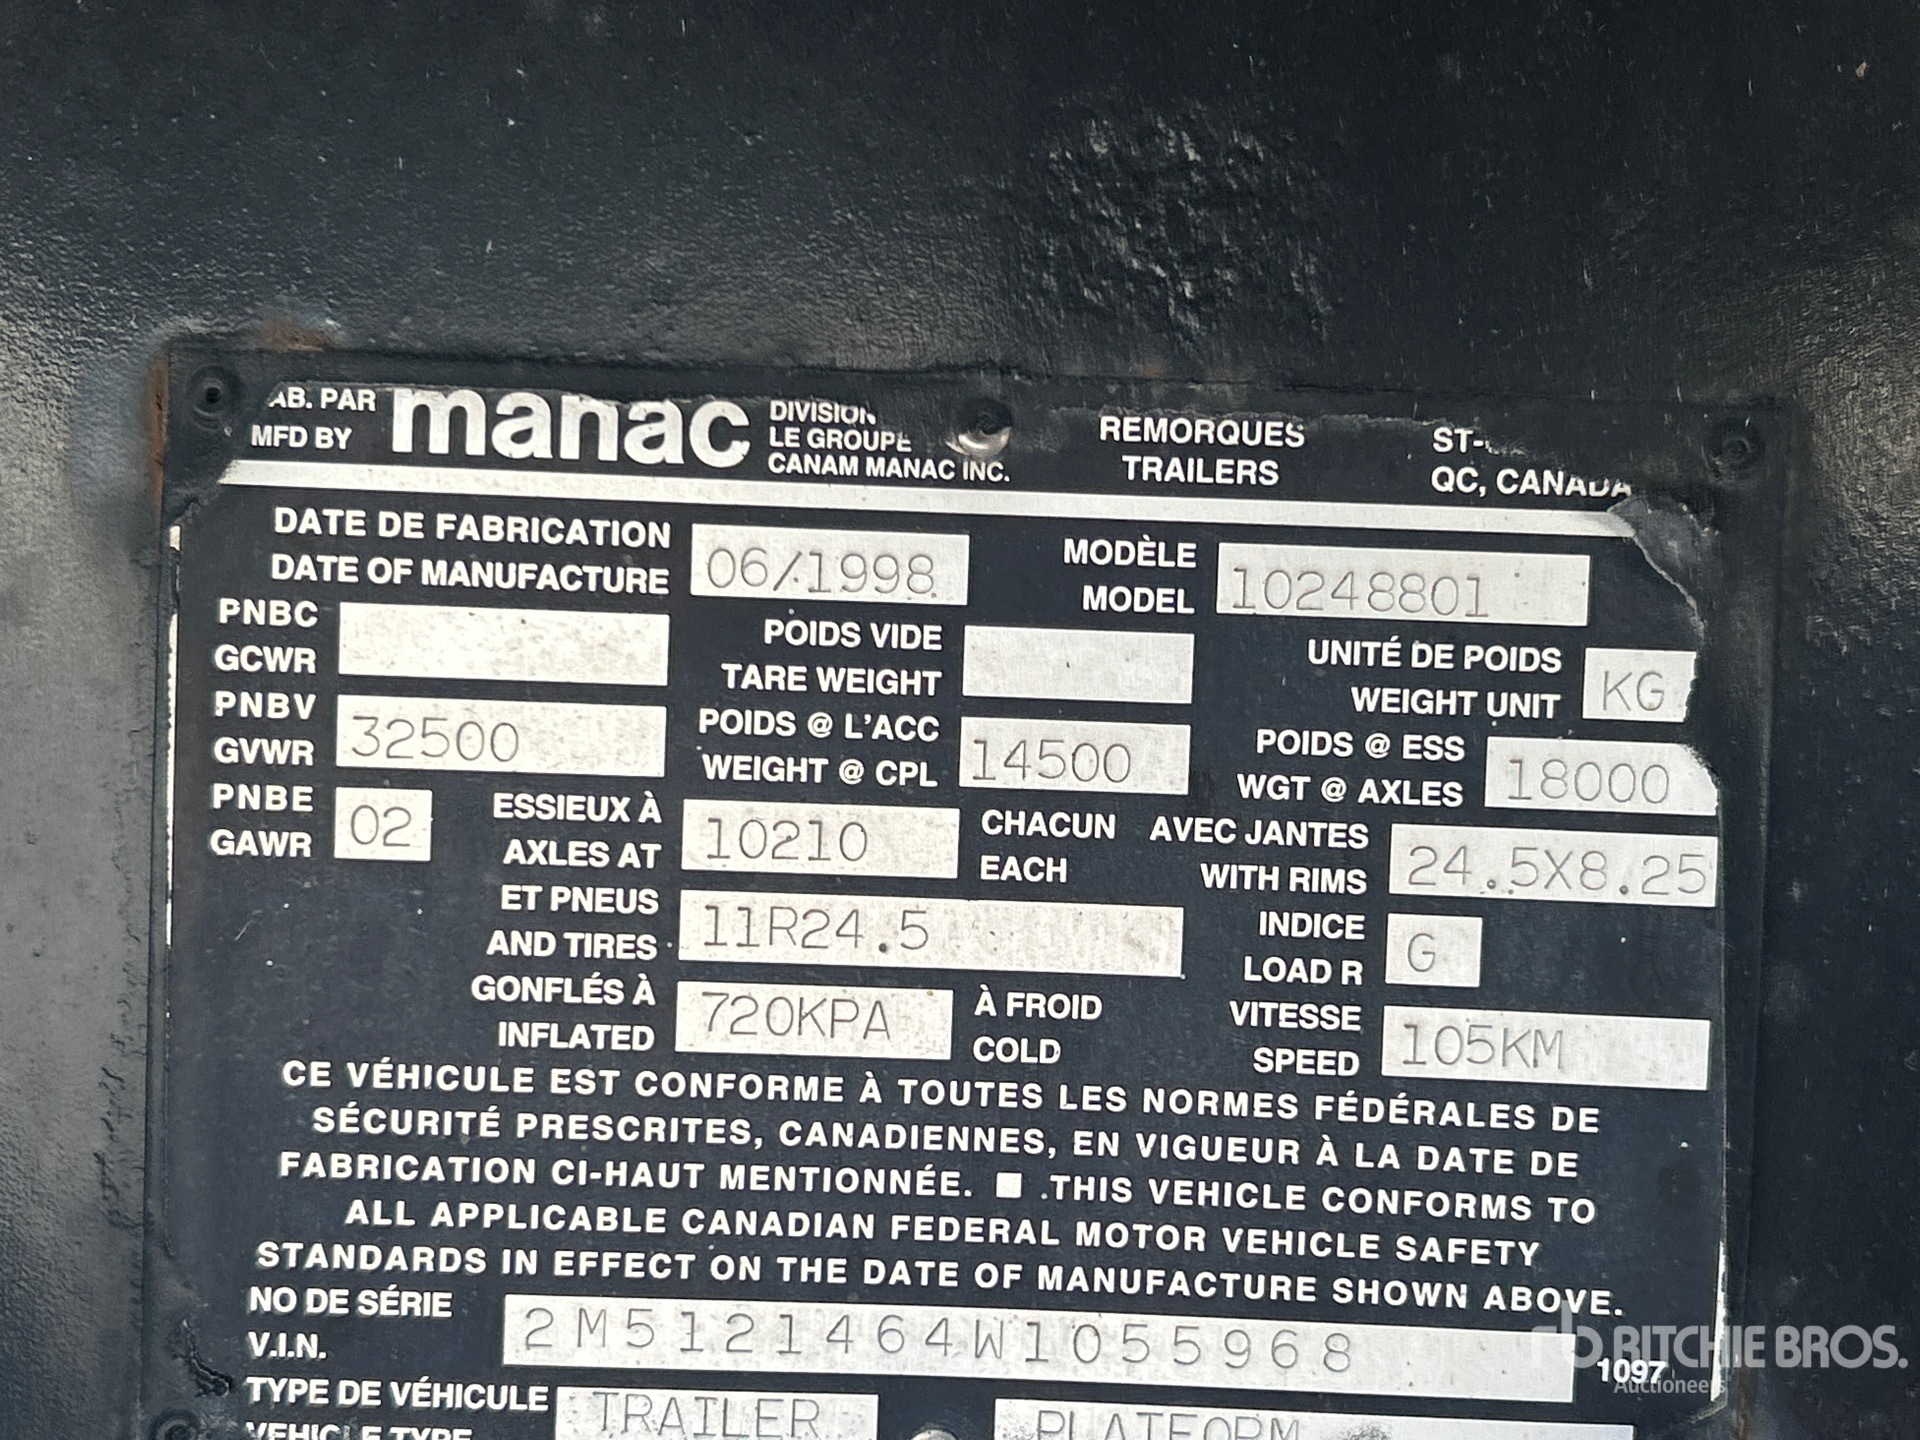 AB. PAR manac DIVISION REMORQUES
MFD BY LE GROUPE TRAILERS QC, CANADA
CANAM MANAC INC.
DATE DE FABRICATION 06/1998 MODÈLE 10248801
DATE OF MANUFACTURE MODEL
PNBC POIDS VIDE UNITÉ DE POIDS KG
GCWR TARE WEIGHT WEIGHT UNIT
PNBV 32500 POIDS @ L'ACC 14500 POIDS @ ESS 18000
GVWR WEIGHT @ CPL WGT @ AXLES
PNBE 02 ESSIEUX À 10210 CHACUN AVEC JANTES 24.5X8.25
GAWR AXLES AT EACH WITH RIMS
ET PNEUS 11R24.5 INDICE G
AND TIRES LOAD R
GONFLÉS À 720KPA À FROID VITESSE 105KM
INFLATED COLD SPEED
CE VÉHICULE EST CONFORME À TOUTES LES NORMES FÉDÉRALES DE
SÉCURITÉ PRESCRITES, CANADIENNES, EN VIGUEUR À LA DATE DE
FABRICATION CI-HAUT MENTIONNÉE. ■ .THIS VEHICLE CONFORMS TO
ALL APPLICABLE CANADIAN FEDERAL MOTOR VEHICLE SAFETY
STANDARDS IN EFFECT ON THE DATE OF MANUFACTURE SHOWN ABOVE.
NO DE SÉRIE 2M5121464W1055968
V.I.N. 1097
TYPE DE VÉHICULE TRAILER PLATFORM
VEHICLE TYPE
rb RITCHIE BROS.
Auctioneers